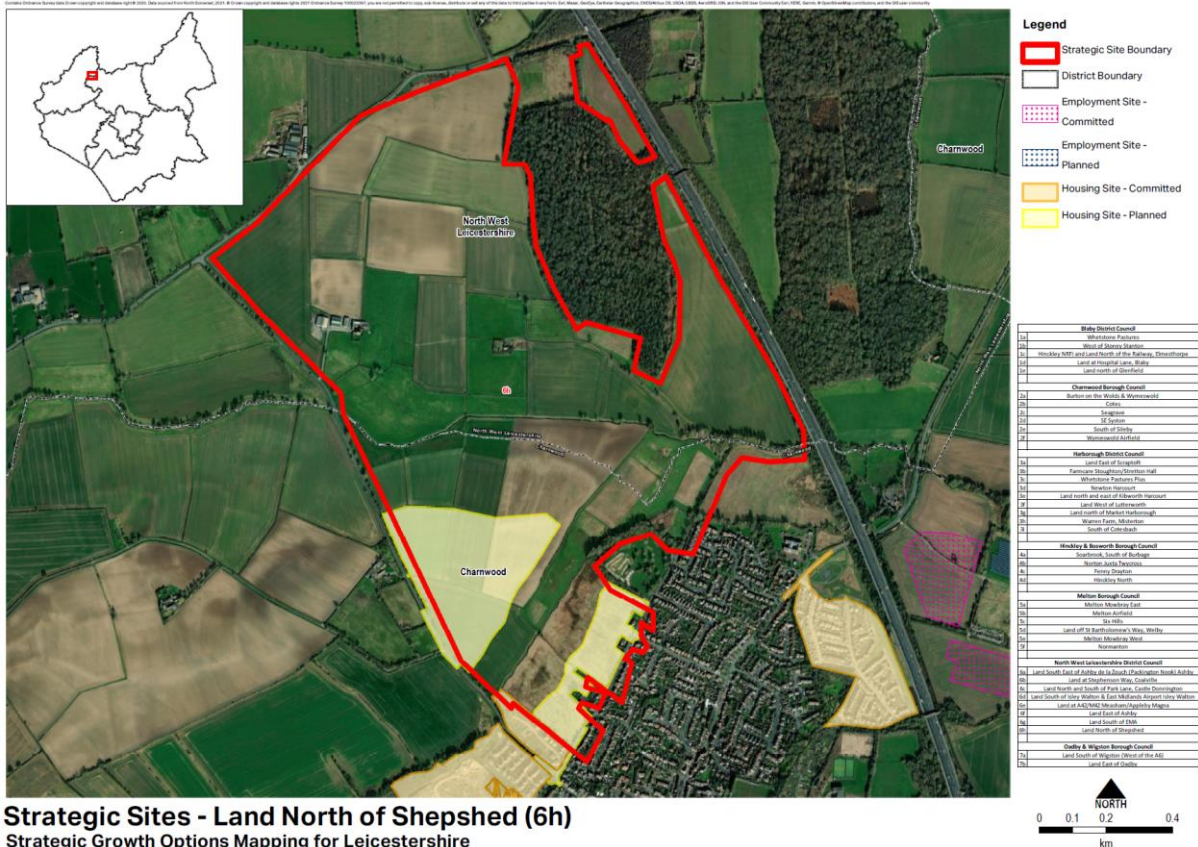 Legend
Strategic Site Boundary
District Boundary
Employment Site -
Committed
Employment Site -
Planned
Housing Site - Committed
Housing Site - Planned
Charnwood
North West
Leicestershire
6h
North West Leicestershire
Charnwood
Charnwood
Blaby District Council
1a Whetstone Pastures
1b West of Stoney Stanton
1c Hinckley NRFI and Land North of the Railway, Elmesthorpe
1d Land at Hospital Lane, Blaby
1e Land north of Glenfield
Charnwood Borough Council
2a Burton on the Wolds & Wymeswold
2b Cotes
2c Seagrave
2d SE Syston
2e South of Sileby
2f Wymeswold Airfield
Harborough District Council
3a Land East of Scraptoft
3b Farmcare Stoughton/Stretton Hall
3c Whetstone Pastures Plus
3d Newton Harcourt
3e Land north and east of Kibworth Harcourt
3f Land West of Lutterworth
3g Land north of Market Harborough
3h Warren Farm, Misterton
South of Cotesbach
Hinckley & Bosworth Borough Council
4a Soarbrook, South of Burbage
4b Norton Juxta Twycross
4c Fenny Drayton
4d Hinckley North
Melton Borough Council
5a Melton Mowbray East
5b Melton Airfield
5c Six Hills
5d Land off St Bartholomew's Way, Welby
5e Melton Mowbray West
5f Normanton
North West Leicestershire District Council
6a Land South East of Ashby de la Zouch (Packington Nook) Ashby
6b Land at Stephenson Way, Coalville
6c Land North and South of Park Lane, Castle Donnington
6d Land South of Isley Walton & East Midlands Airport Isley Walton
6e Land at A42/M42 Measham/Appleby Magna
6f Land East of Ashby
6g Land South of EMA
6h Land North of Shepshed
Oadby & Wigston Borough Council
7a Land South of Wigston (West of the A6)
7b Land East of Oadby
NORTH
0 0.1 0.2 0.4
km
Strategic Sites - Land North of Shepshed (6h)
Strategic Growth Options Mapping for Leicestershire